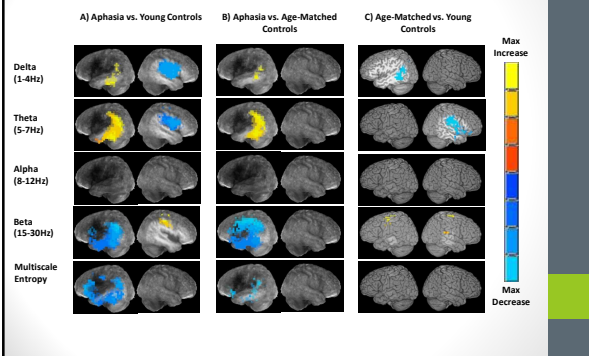 A) Aphasia vs. Young Controls
B) Aphasia vs. Age-Matched
Controls
C) Age-Matched vs. Young
Controls
Max
Increase
Delta
(1-4Hz)
Theta
(5-7Hz)
Alpha
(8-12Hz)
Beta
(15-30Hz)
Multiscale
Entropy
Max
Decrease